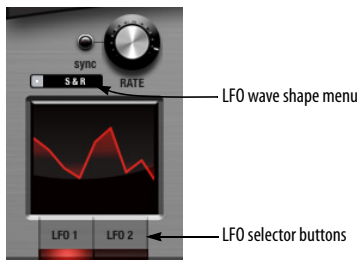 sync
S & R
RATE
LFO wave shape menu
LFO 1
LFO 2
LFO selector buttons